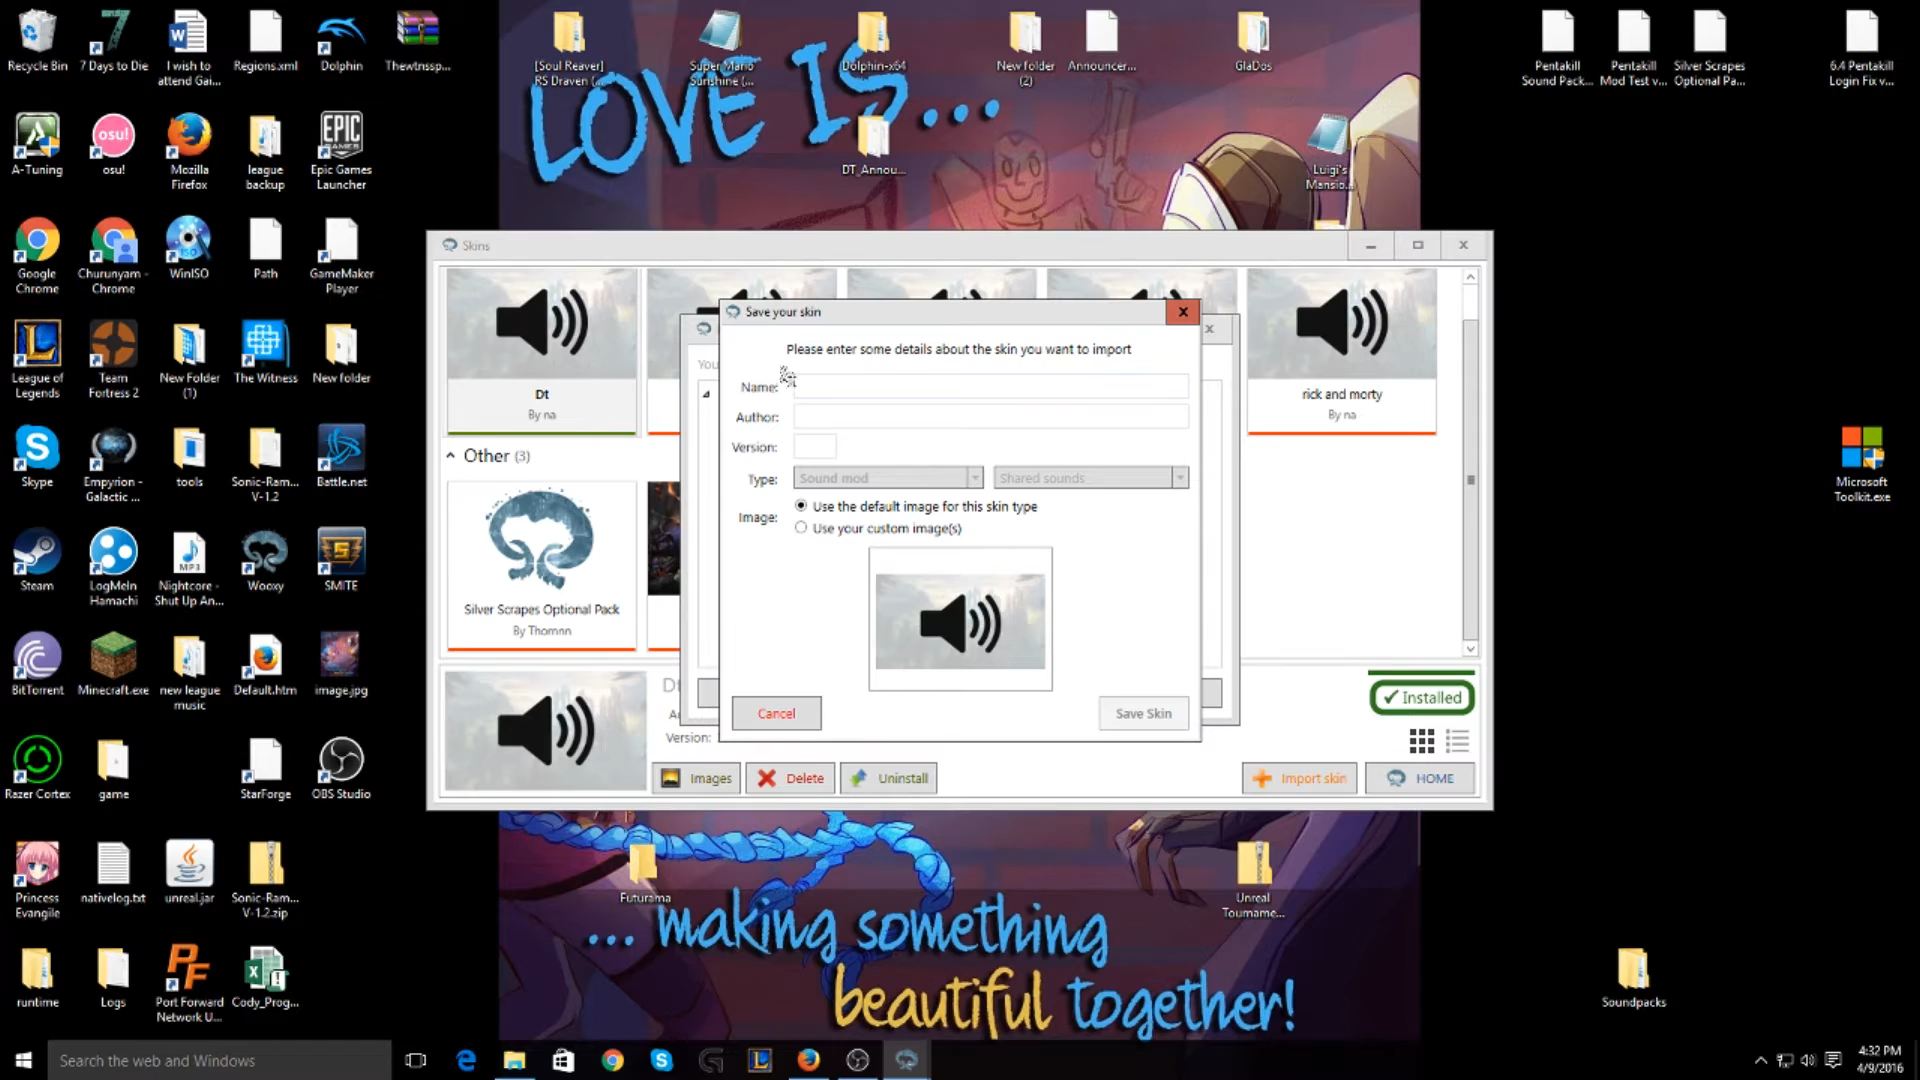 Recycle Bin
7 Days to Die
I wish to
attend Gai...
Regions.xml
Dolphin
Thewtnssp...
[Soul Reaver]
RS Draven (...
Super Mario
Sunshine (...
Dolphin-x64
New folder
(2)
Announcer...
GlaDos
Pentakill
Sound Pack...
Pentakill
Mod Test v...
Silver Scrapes
Optional Pa...
6.4 Pentakill
Login Fix v...
LOVE IS...
A-Tuning
osu!
osu!
Mozilla
Firefox
league
backup
EPIC
GAMES
Epic Games
Launcher
DT_Annou...
Luigi's
Mansio...
Google
Chrome
Churunyam -
Chrome
WinISO
Path
GameMaker
Player
League of
Legends
Team
Fortress 2
New Folder
(1)
The Witness
New folder
Skype
Empyrion -
Galactic ...
tools
Sonic-Ram...
V-1.2
Battle.net
Microsoft
Toolkit.exe
Steam
LogMeIn
Hamachi
MP3
Nightcore -
Shut Up An...
Wooxy
SMITE
BitTorrent
Minecraft.exe
new league
music
Default.htm
image.jpg
Razer Cortex
game
StarForge
OBS Studio
Princess
Evangile
nativelog.txt
unreal.jar
Sonic-Ram...
V-1.2.zip
runtime
Logs
PF
Port Forward
Network U...
Cody_Prog...
Skins
Dt
By na
rick and morty
By na
Other (3)
Silver Scrapes Optional Pack
By Thornnn
You
Save your skin
Please enter some details about the skin you want to import
Name:
Author:
Version:
Type:
Sound mod
Shared sounds
Image:
Use the default image for this skin type
Use your custom image(s)
Cancel
Save Skin
Version:
Installed
Images
Delete
Uninstall
Import skin
HOME
Futurama
Unreal
Tourname...
Soundpacks
... making something
beautiful together!
Search the web and Windows
4:32 PM
4/9/2016